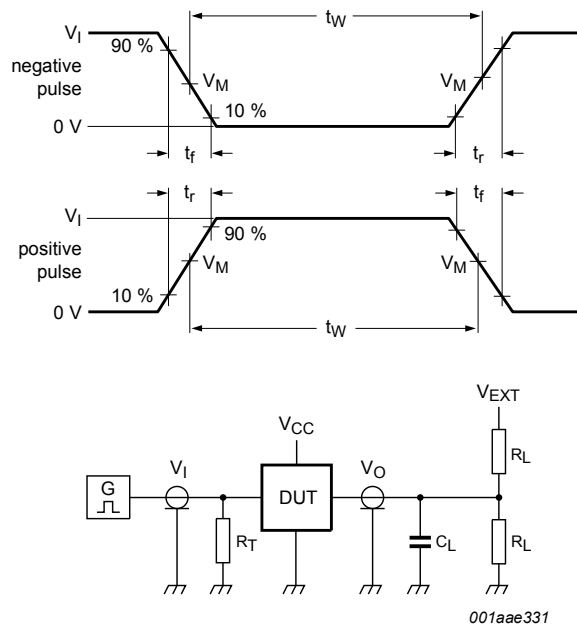 V_I
90 %
t_W
negative
pulse
V_M
V_M
10 %
0 V
t_f
t_r
t_r
t_f
V_I
90 %
positive
pulse
V_M
V_M
10 %
0 V
t_W
V_EXT
V_CC
R_L
V_I
V_O
G
DUT
R_T
C_L
R_L
001aae331